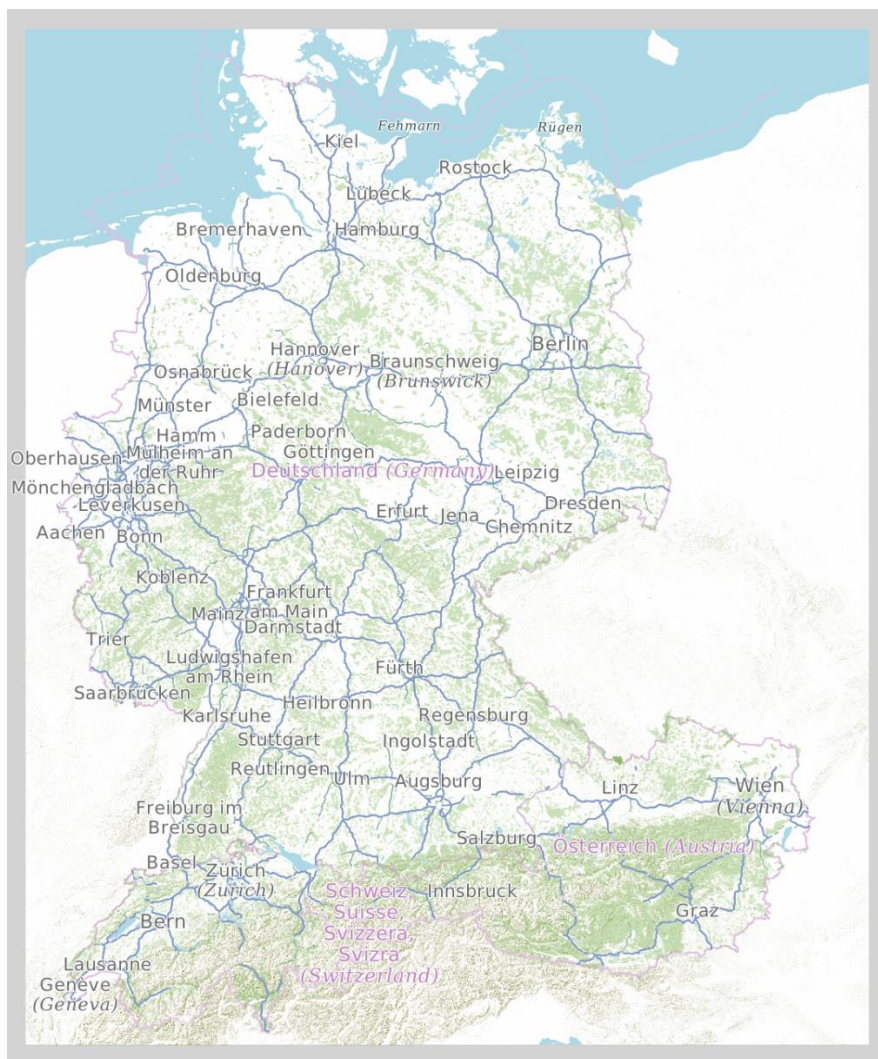 Fehmarn
Rügen
Kiel
Rostock
Lübeck
Bremerhaven
Hamburg
Oldenburg
Berlin
Hannover
(Hanover)
Braunschweig
(Brunswick)
Osnabrück
Münster
Bielefeld
Hamm
Paderborn
Göttingen
Oberhausen
Mülheim an
der Ruhr
Deutschland (Germany)
Leipzig
Mönchengladbach
Leverkusen
Dresden
Erfurt
Jena
Chemnitz
Aachen
Bonn
Koblenz
Frankfurt
am Main
Mainz
Darmstadt
Trier
Ludwigshafen
am Rhein
Fürth
Saarbrücken
Karlsruhe
Heilbronn
Regensburg
Stuttgart
Ingolstadt
Reutlingen
Ulm
Augsburg
Linz
Wien
(Vienna)
Freiburg im
Breisgau
Salzburg
Österreich (Austria)
Basel
Zürich
(Zurich)
Schweiz,
Suisse,
Svizzera,
Svizra
(Switzerland)
Innsbruck
Graz
Bern
Lausanne
Genève
(Geneva)